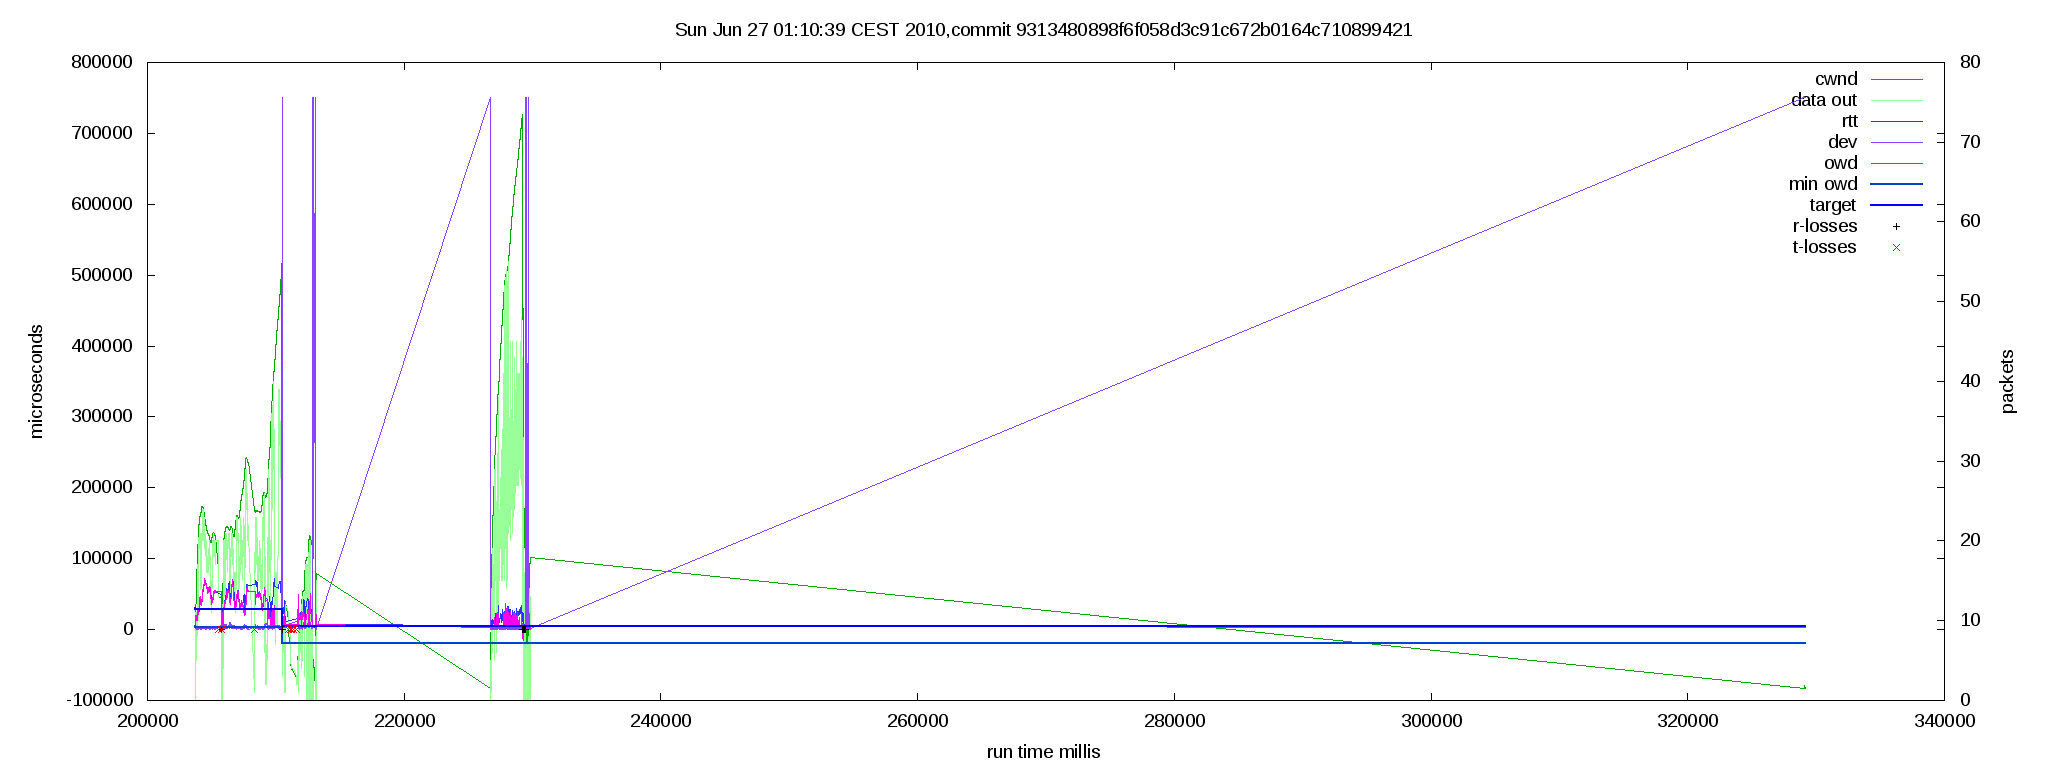 Sun Jun 27 01:10:39 CEST 2010,commit 9313480898f6f058d3c91c672b0164c710899421
800000
700000
600000
500000
400000
300000
200000
100000
0
-100000
microseconds
80
70
60
50
40
30
20
10
0
packets
cwnd
data out
rtt
dev
owd
min owd
target
r-losses
t-losses
200000 220000 240000 260000 280000 300000 320000 340000
run time millis